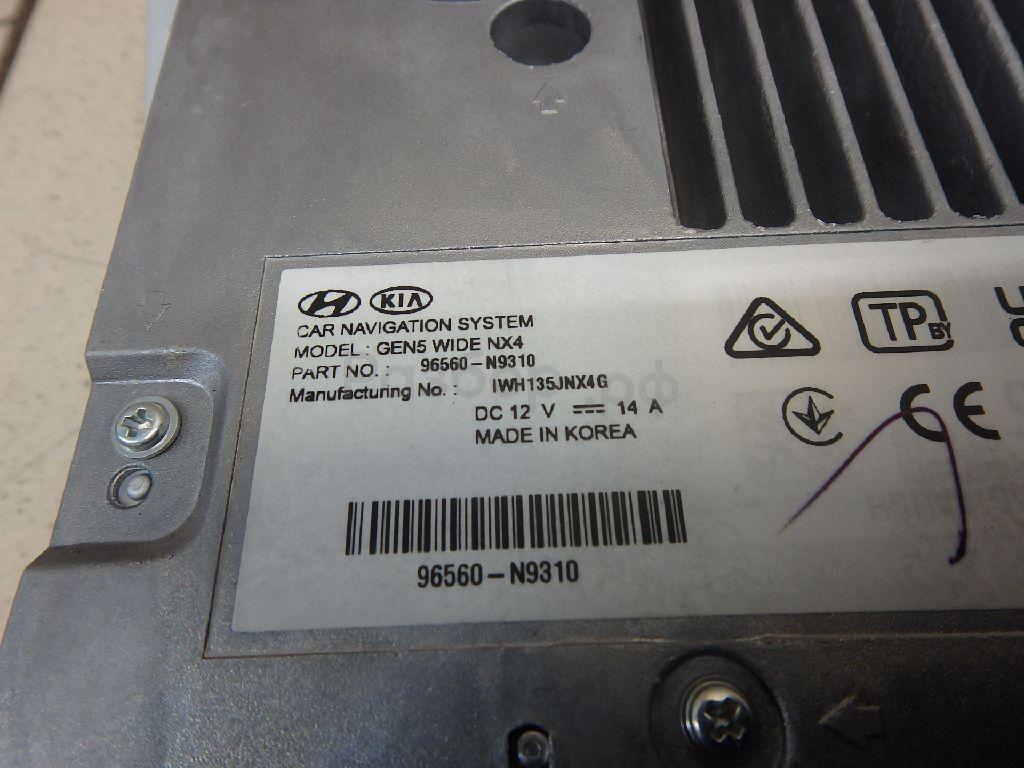 KIA
CAR NAVIGATION SYSTEM
MODEL : GEN5 WIDE NX4
PART NO. : 96560-N9310
Manufacturing No. : IWH135JNX4G
DC 12 V ⎓ 14 A
MADE IN KOREA
TP BY
CE
96560-N9310